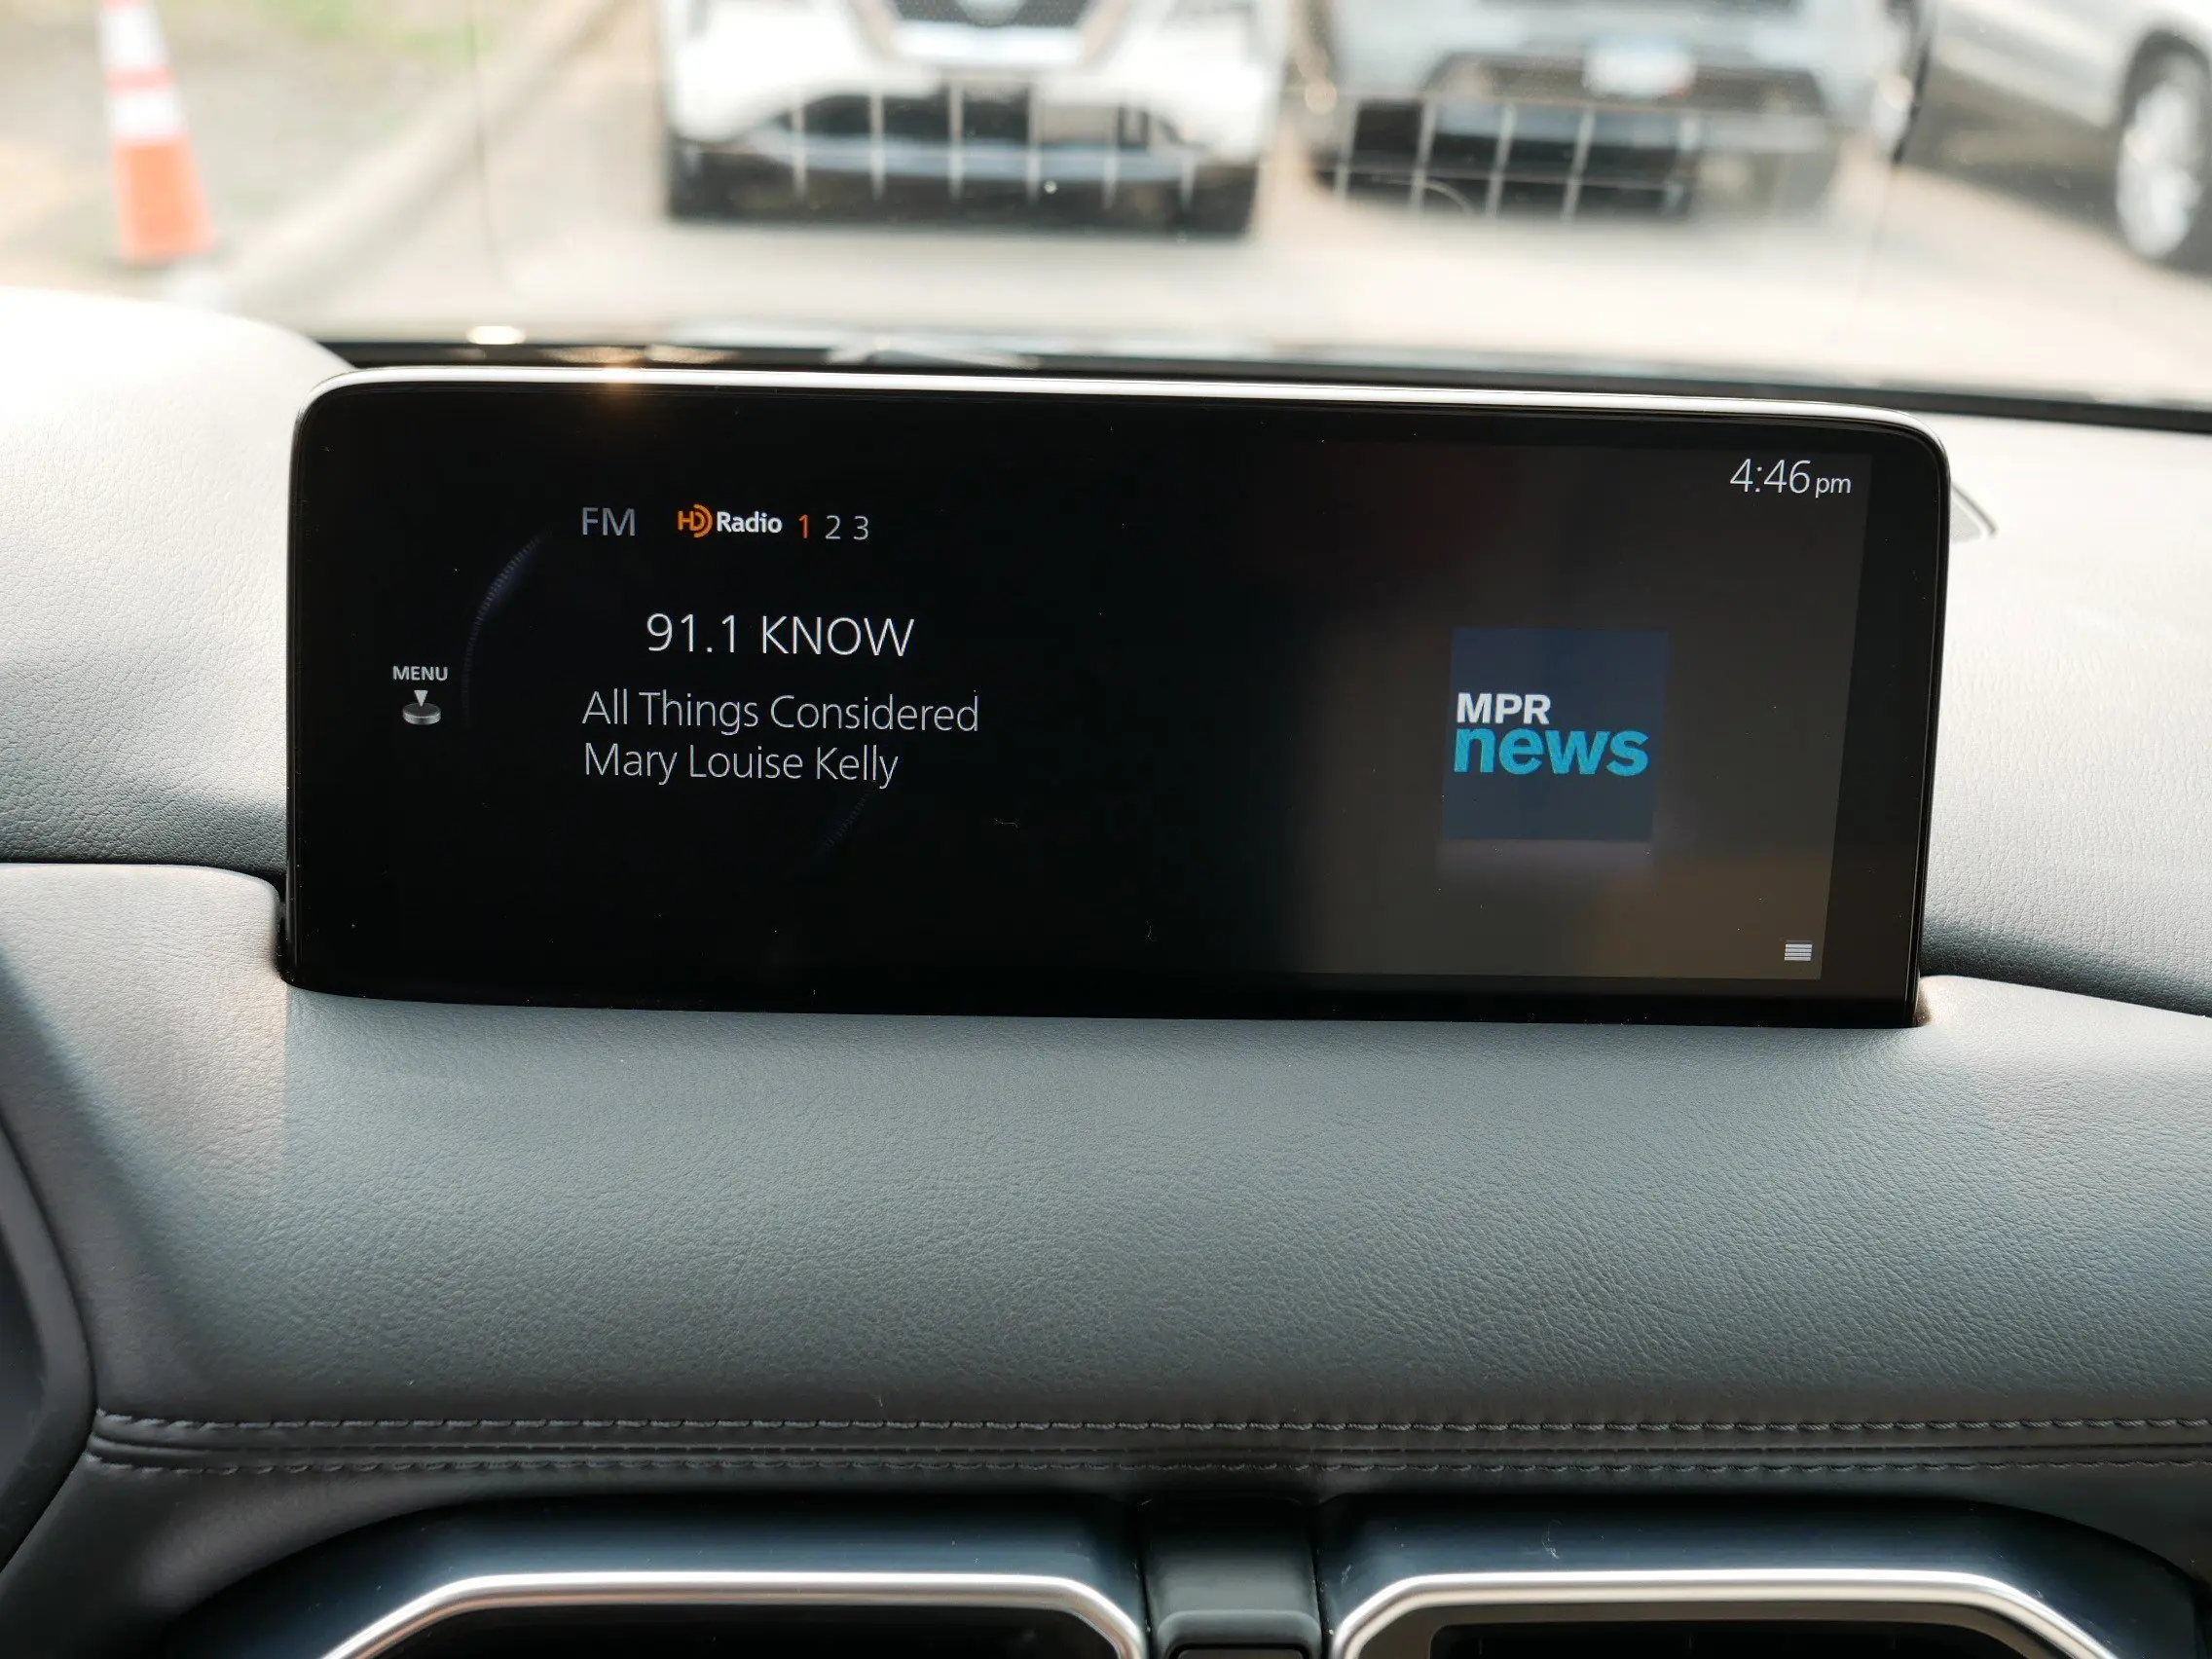 4:46 pm
FM HD Radio 1 2 3
91.1 KNOW
MENU
All Things Considered
Mary Louise Kelly
MPR
news